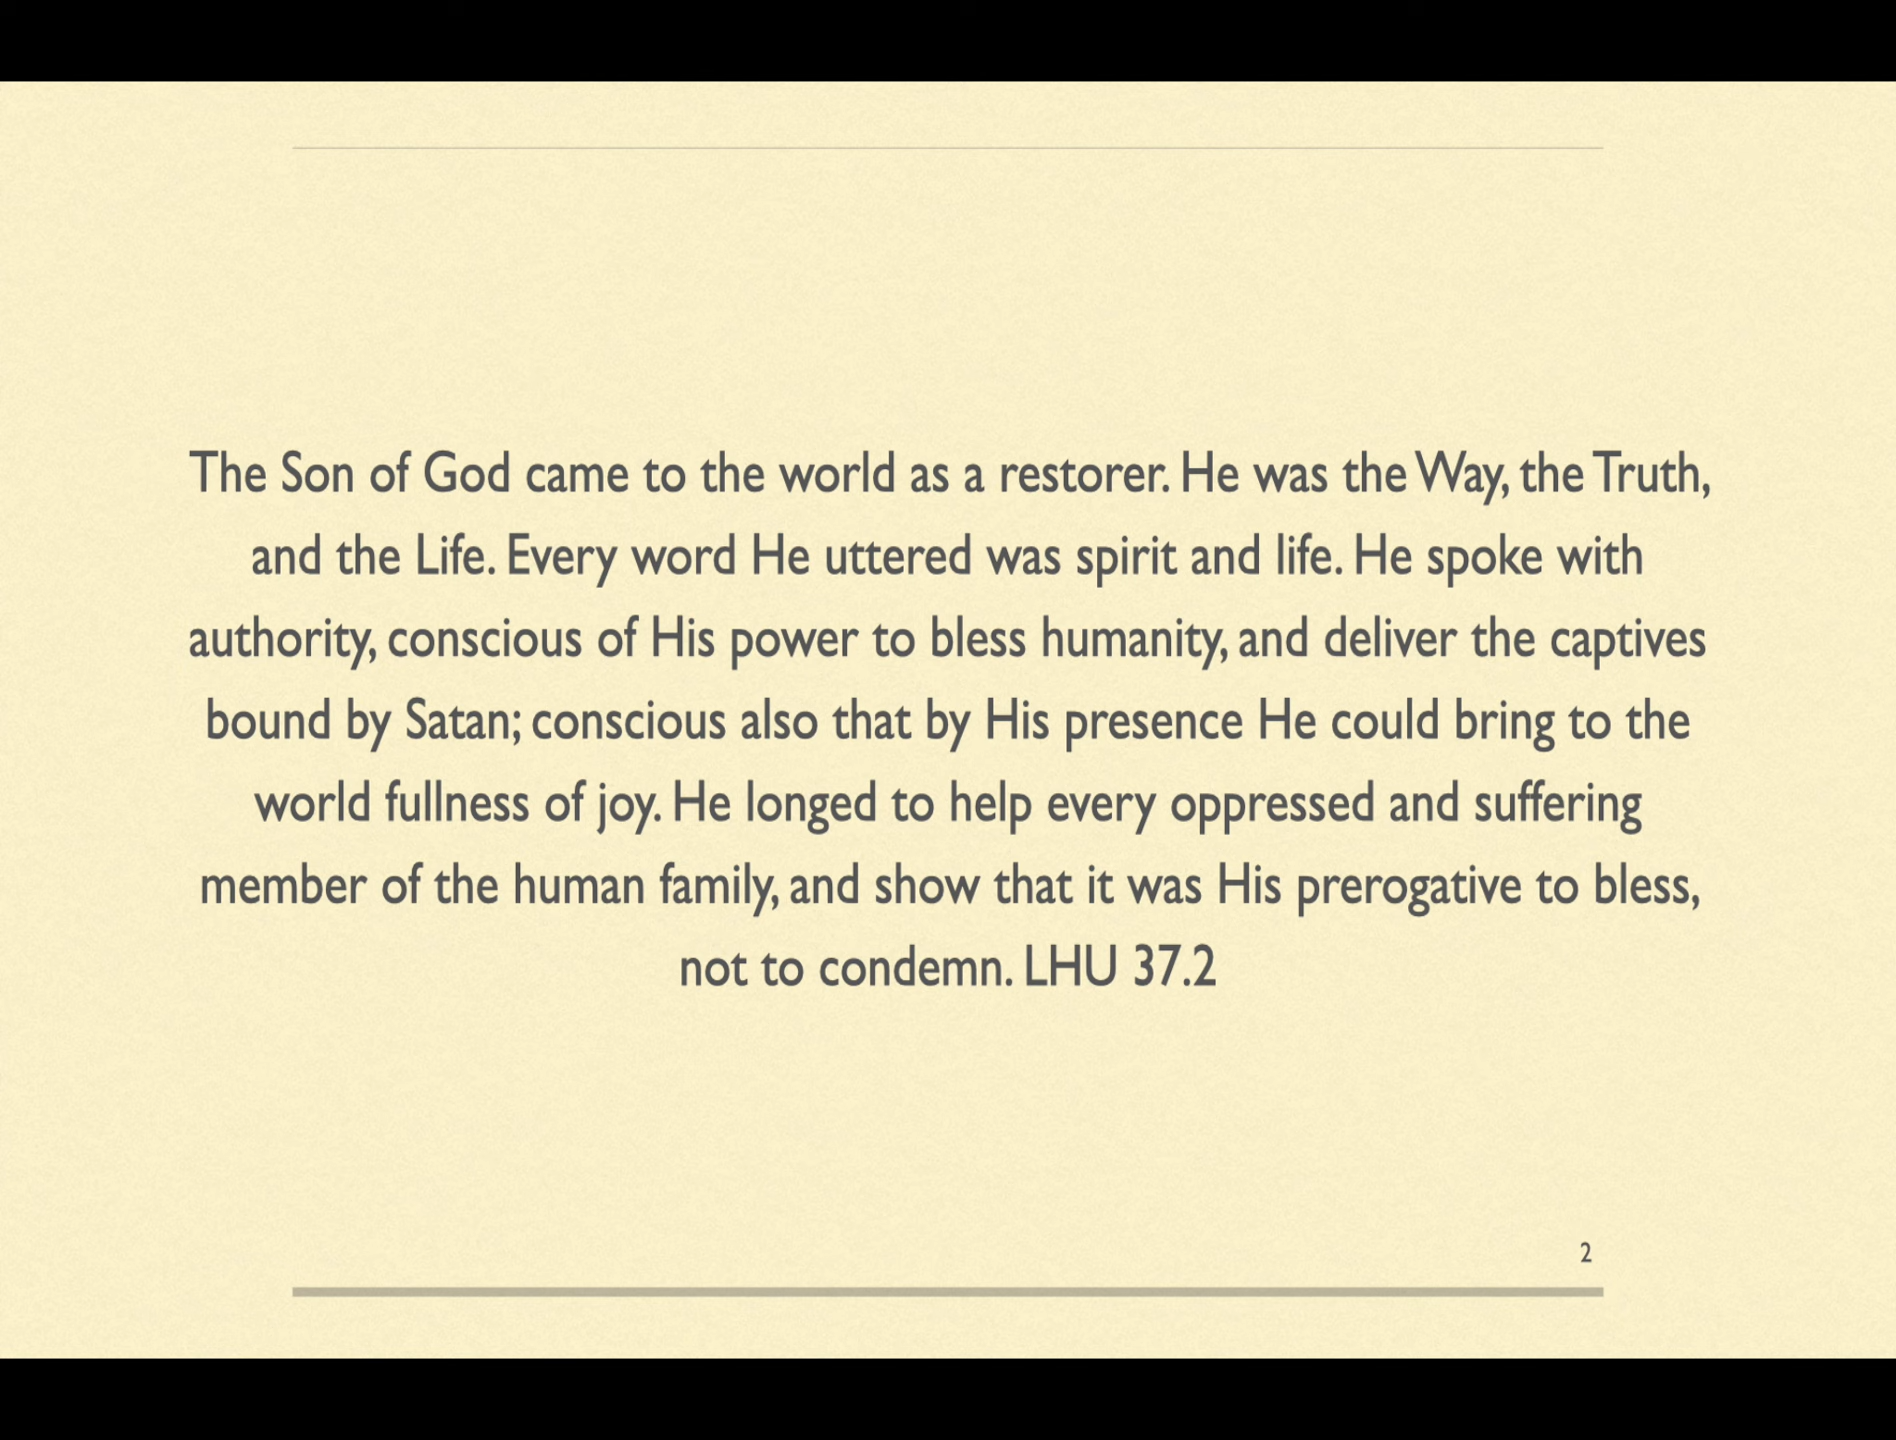 The Son of God came to the world as a restorer. He was the Way, the Truth,
and the Life. Every word He uttered was spirit and life. He spoke with
authority, conscious of His power to bless humanity, and deliver the captives
bound by Satan; conscious also that by His presence He could bring to the
world fullness of joy. He longed to help every oppressed and suffering
member of the human family, and show that it was His prerogative to bless,
not to condemn. LHU 37.2
2